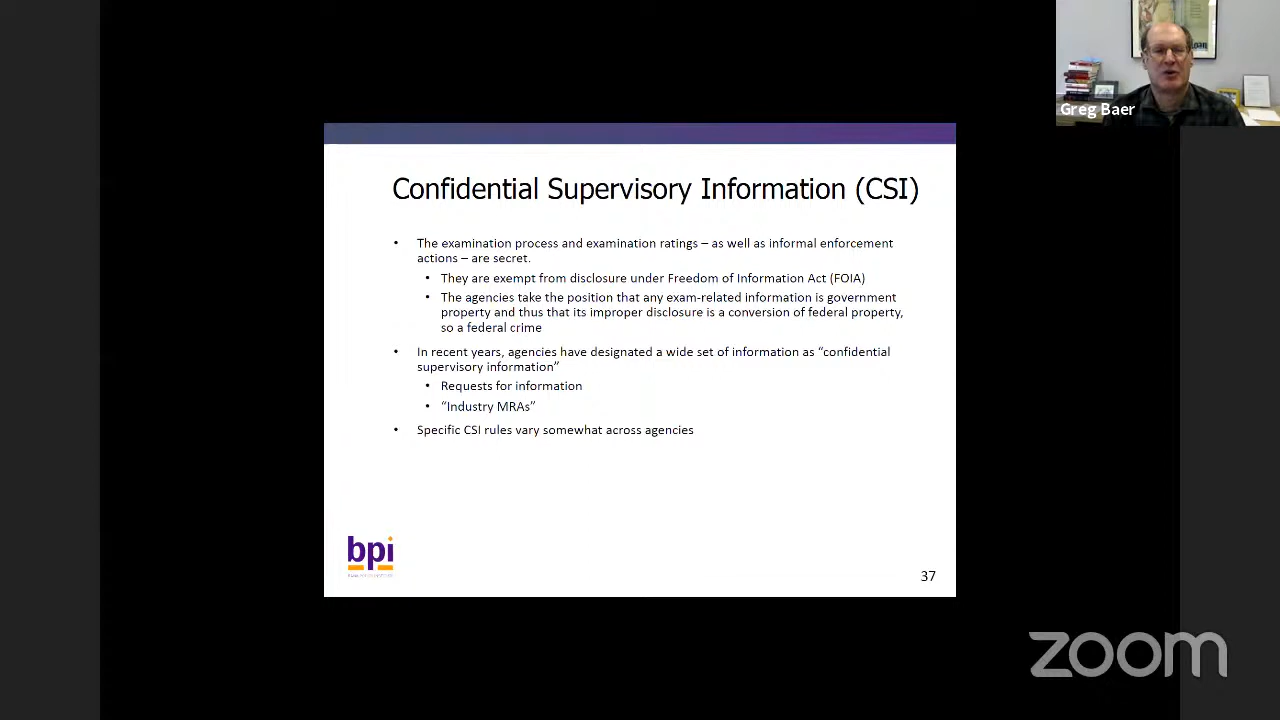 Greg Baer
Confidential Supervisory Information (CSI)
• The examination process and examination ratings – as well as informal enforcement
actions – are secret.
• They are exempt from disclosure under Freedom of Information Act (FOIA)
• The agencies take the position that any exam-related information is government
property and thus that its improper disclosure is a conversion of federal property,
so a federal crime
• In recent years, agencies have designated a wide set of information as “confidential
supervisory information”
• Requests for information
• “Industry MRAs”
• Specific CSI rules vary somewhat across agencies
bpi
37
zoom